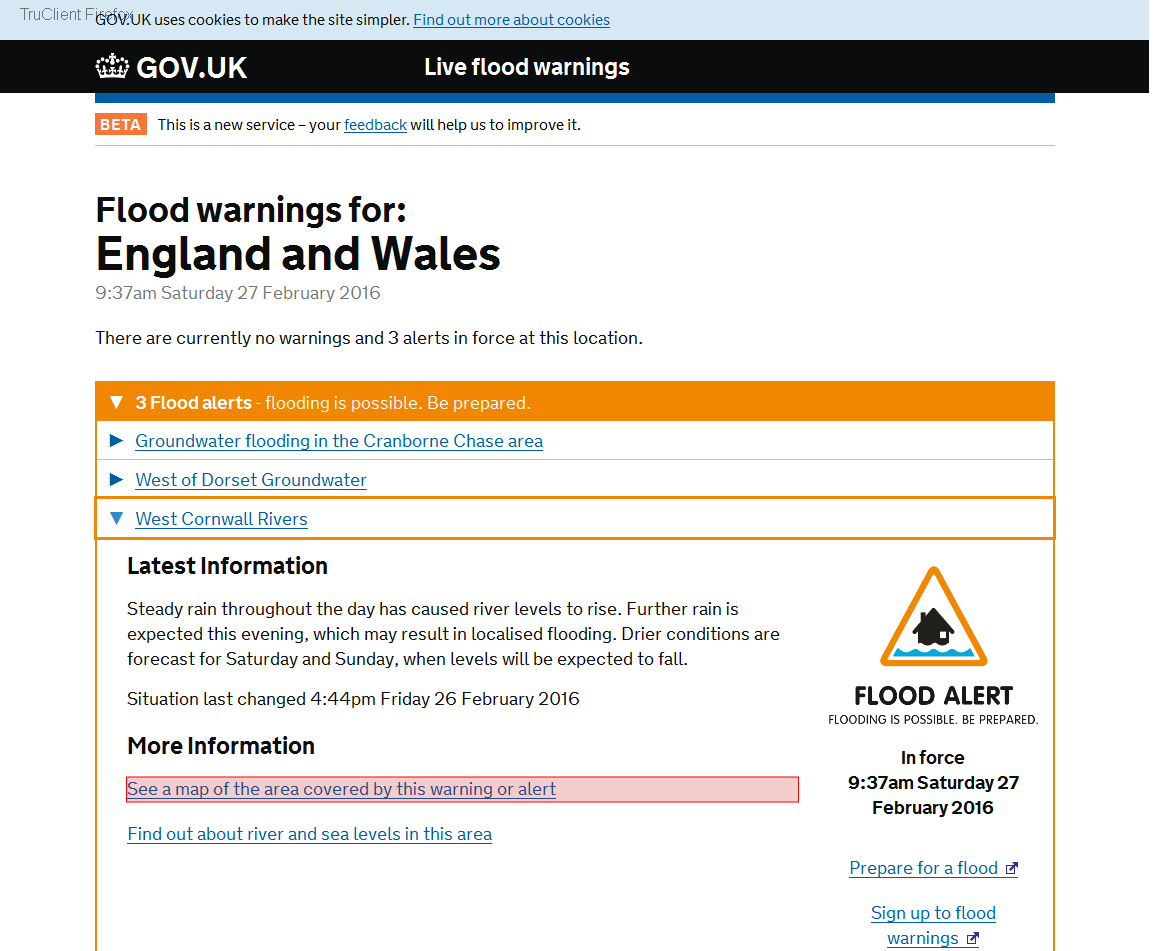 TruClient Firefox
GOV.UK uses cookies to make the site simpler. Find out more about cookies
GOV.UK Live flood warnings
BETA This is a new service – your feedback will help us to improve it.
Flood warnings for:
England and Wales
9:37am Saturday 27 February 2016
There are currently no warnings and 3 alerts in force at this location.
▼ 3 Flood alerts - flooding is possible. Be prepared.
▶ Groundwater flooding in the Cranborne Chase area
▶ West of Dorset Groundwater
▼ West Cornwall Rivers
Latest Information
Steady rain throughout the day has caused river levels to rise. Further rain is
expected this evening, which may result in localised flooding. Drier conditions are
forecast for Saturday and Sunday, when levels will be expected to fall.
Situation last changed 4:44pm Friday 26 February 2016
More Information
See a map of the area covered by this warning or alert
Find out about river and sea levels in this area
FLOOD ALERT
FLOODING IS POSSIBLE. BE PREPARED.
In force
9:37am Saturday 27
February 2016
Prepare for a flood
Sign up to flood
warnings